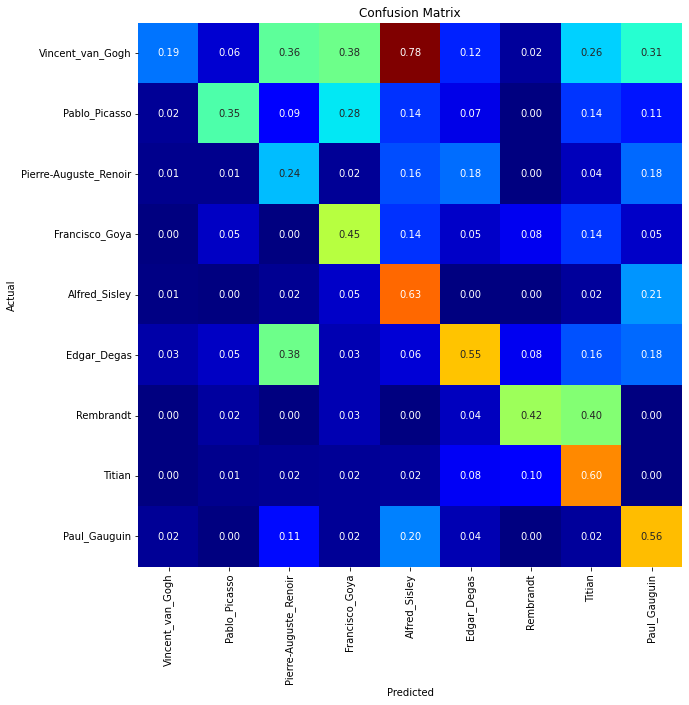 Confusion Matrix
Actual
Vincent_van_Gogh 0.19 0.06 0.36 0.38 0.78 0.12 0.02 0.26 0.31
Pablo_Picasso 0.02 0.35 0.09 0.28 0.14 0.07 0.00 0.14 0.11
Pierre-Auguste_Renoir 0.01 0.01 0.24 0.02 0.16 0.18 0.00 0.04 0.18
Francisco_Goya 0.00 0.05 0.00 0.45 0.14 0.05 0.08 0.14 0.05
Alfred_Sisley 0.01 0.00 0.02 0.05 0.63 0.00 0.00 0.02 0.21
Edgar_Degas 0.03 0.05 0.38 0.03 0.06 0.55 0.08 0.16 0.18
Rembrandt 0.00 0.02 0.00 0.03 0.00 0.04 0.42 0.40 0.00
Titian 0.00 0.01 0.02 0.02 0.02 0.08 0.10 0.60 0.00
Paul_Gauguin 0.02 0.00 0.11 0.02 0.20 0.04 0.00 0.02 0.56
Vincent_van_Gogh
Pablo_Picasso
Pierre-Auguste_Renoir
Francisco_Goya
Alfred_Sisley
Edgar_Degas
Rembrandt
Titian
Paul_Gauguin
Predicted